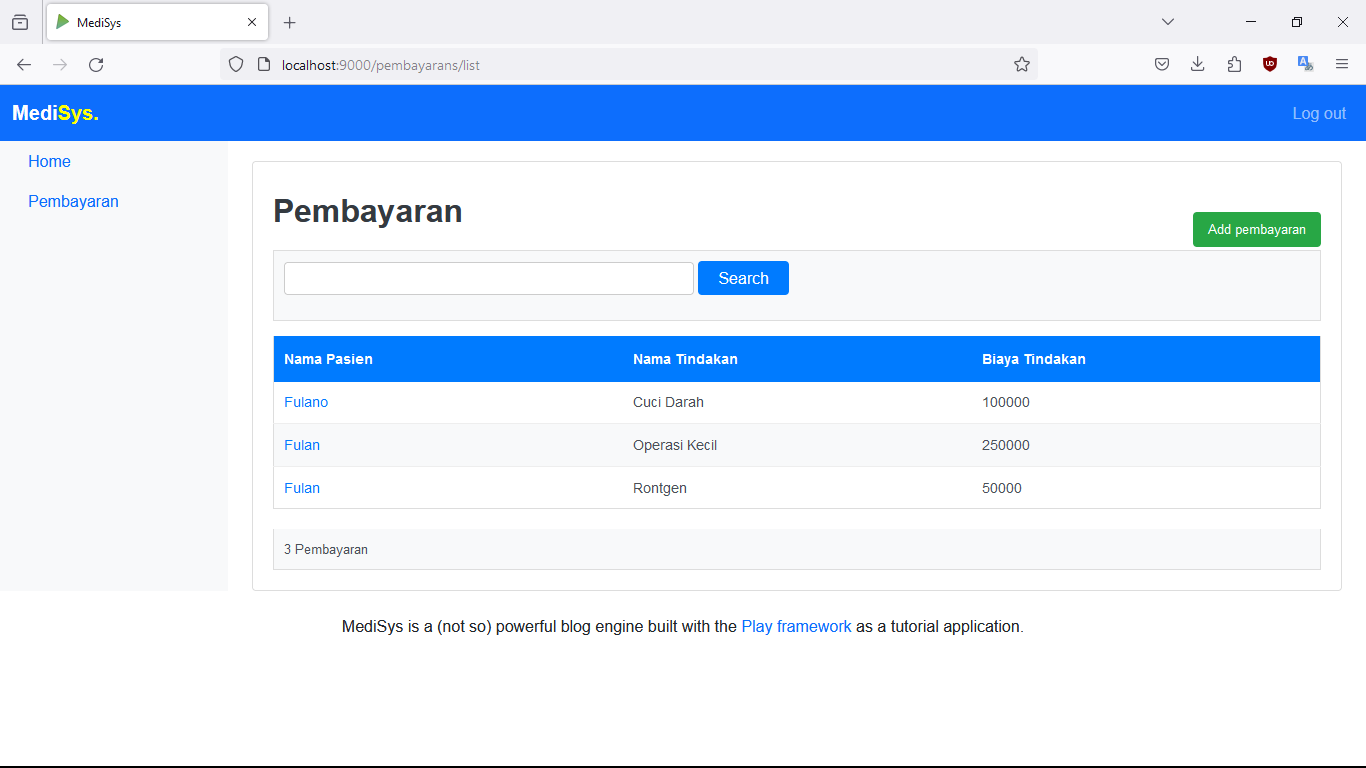 MediSys
localhost:9000/pembayarans/list
MediSys.
Log out
Home
Pembayaran
Pembayaran
Add pembayaran
Search
Nama Pasien Nama Tindakan Biaya Tindakan
Fulano Cuci Darah 100000
Fulan Operasi Kecil 250000
Fulan Rontgen 50000
3 Pembayaran
MediSys is a (not so) powerful blog engine built with the Play framework as a tutorial application.